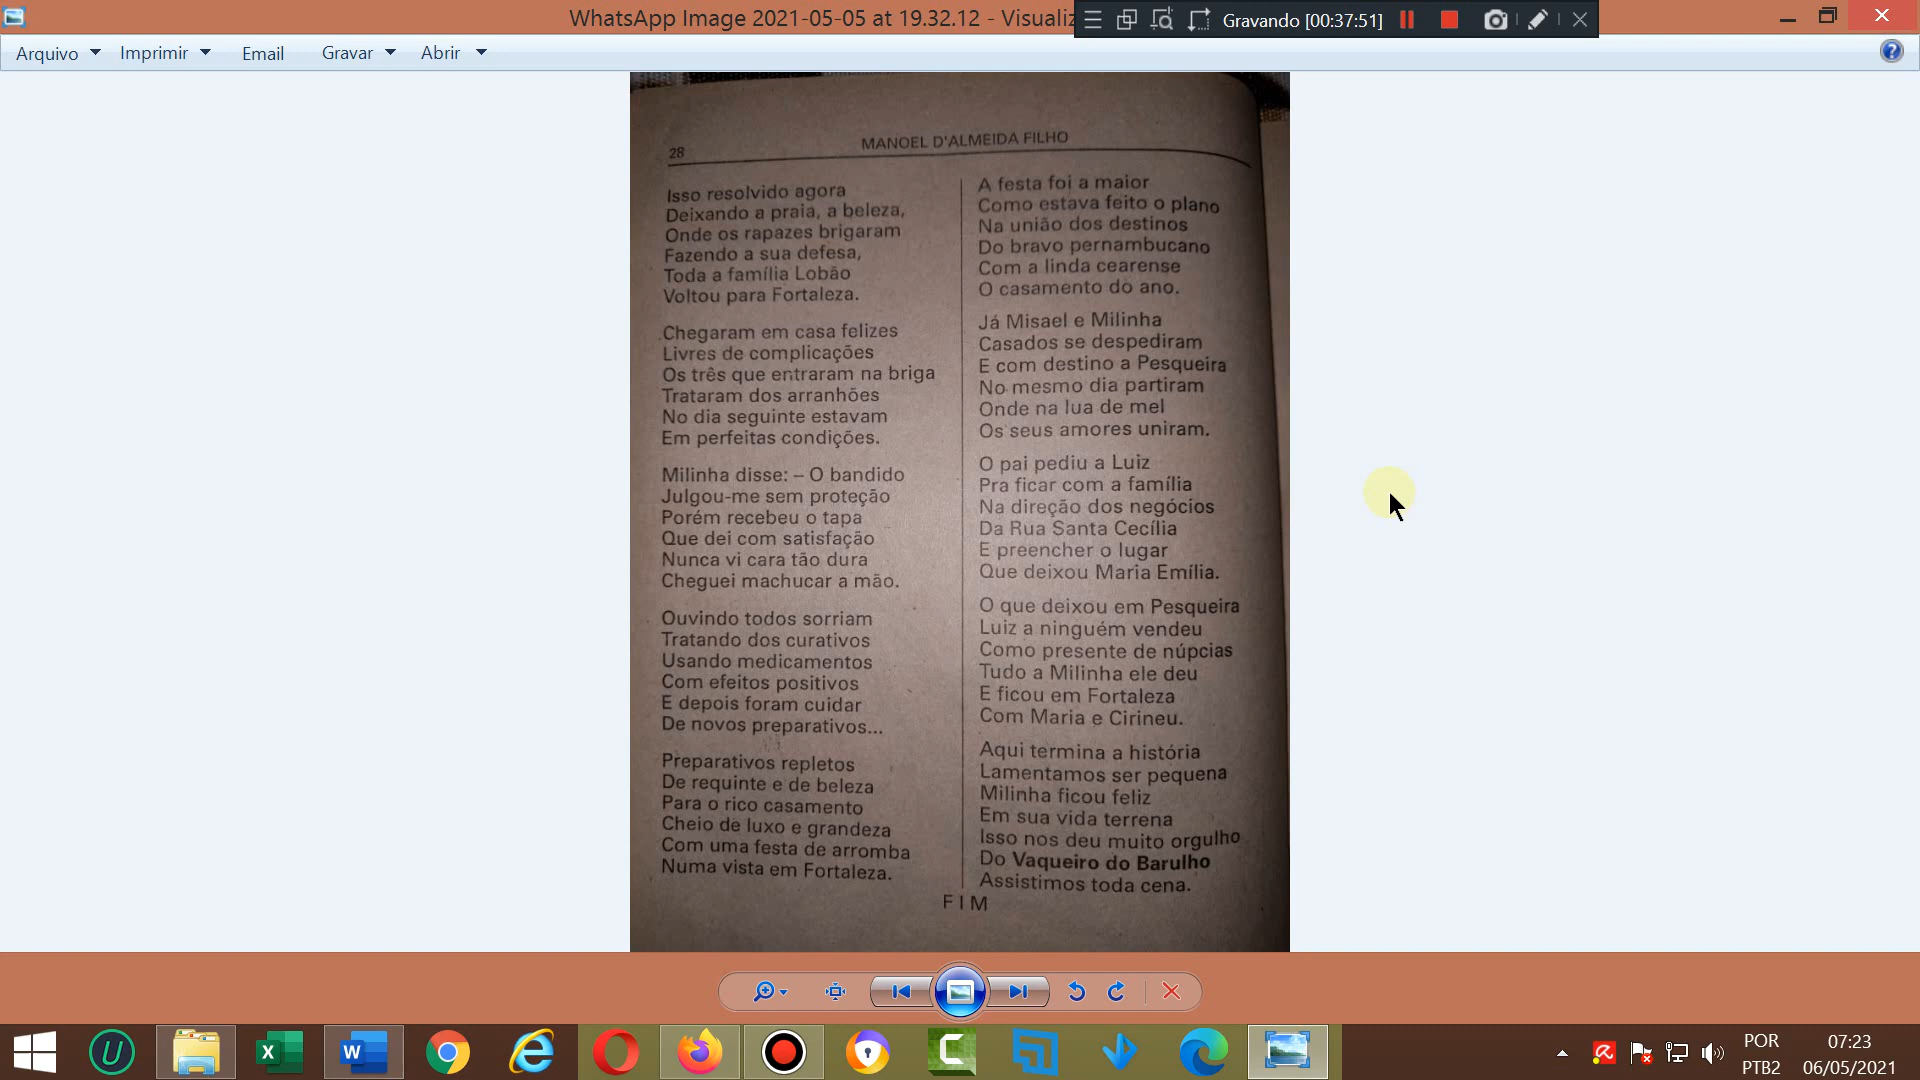 WhatsApp Image 2021-05-05 at 19.32.12 - Visualiz
Gravando [00:37:51]
Arquivo
Imprimir
Email
Gravar
Abrir
28
MANOEL D'ALMEIDA FILHO
Isso resolvido agora
Deixando a praia, a beleza,
Onde os rapazes brigaram
Fazendo a sua defesa,
Toda a família Lobão
Voltou para Fortaleza.
Chegaram em casa felizes
Livres de complicações
Os três que entraram na briga
Trataram dos arranhões
No dia seguinte estavam
Em perfeitas condições.
Milinha disse: – O bandido
Julgou-me sem proteção
Porém recebeu o tapa
Que dei com satisfação
Nunca vi cara tão dura
Cheguei machucar a mão.
Ouvindo todos sorriam
Tratando dos curativos
Usando medicamentos
Com efeitos positivos
E depois foram cuidar
De novos preparativos...
Preparativos repletos
De requinte e de beleza
Para o rico casamento
Cheio de luxo e grandeza
Com uma festa de arromba
Numa vista em Fortaleza.
A festa foi a maior
Como estava feito o plano
Na união dos destinos
Do bravo pernambucano
Com a linda cearense
O casamento do ano.
Já Misael e Milinha
Casados se despediram
E com destino a Pesqueira
No mesmo dia partiram
Onde na lua de mel
Os seus amores uniram.
O pai pediu a Luiz
Pra ficar com a família
Na direção dos negócios
Da Rua Santa Cecília
E preencher o lugar
Que deixou Maria Emília.
O que deixou em Pesqueira
Luiz a ninguém vendeu
Como presente de núpcias
Tudo a Milinha ele deu
E ficou em Fortaleza
Com Maria e Cirineu.
Aqui termina a história
Lamentamos ser pequena
Milinha ficou feliz
Em sua vida terrena
Isso nos deu muito orgulho
Do Vaqueiro do Barulho
Assistimos toda cena.
FIM
POR
PTB2
07:23
06/05/2021